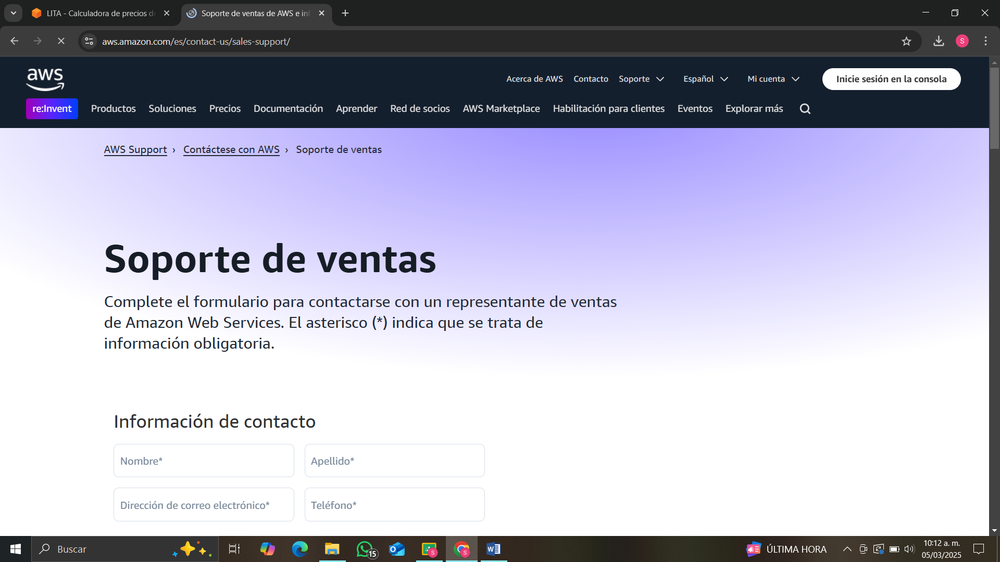 LITA - Calculadora de precios de
Soporte de ventas de AWS e inf
aws.amazon.com/es/contact-us/sales-support/
S
aws
Acerca de AWS
Contacto
Soporte
Español
Mi cuenta
Inicie sesión en la consola
re:Invent
Productos
Soluciones
Precios
Documentación
Aprender
Red de socios
AWS Marketplace
Habilitación para clientes
Eventos
Explorar más
AWS Support › Contáctese con AWS › Soporte de ventas
Soporte de ventas
Complete el formulario para contactarse con un representante de ventas
de Amazon Web Services. El asterisco (*) indica que se trata de
información obligatoria.
Información de contacto
Nombre*
Apellido*
Dirección de correo electrónico*
Teléfono*
Buscar
15
S
S
ÚLTIMA HORA
10:12 a. m.
05/03/2025